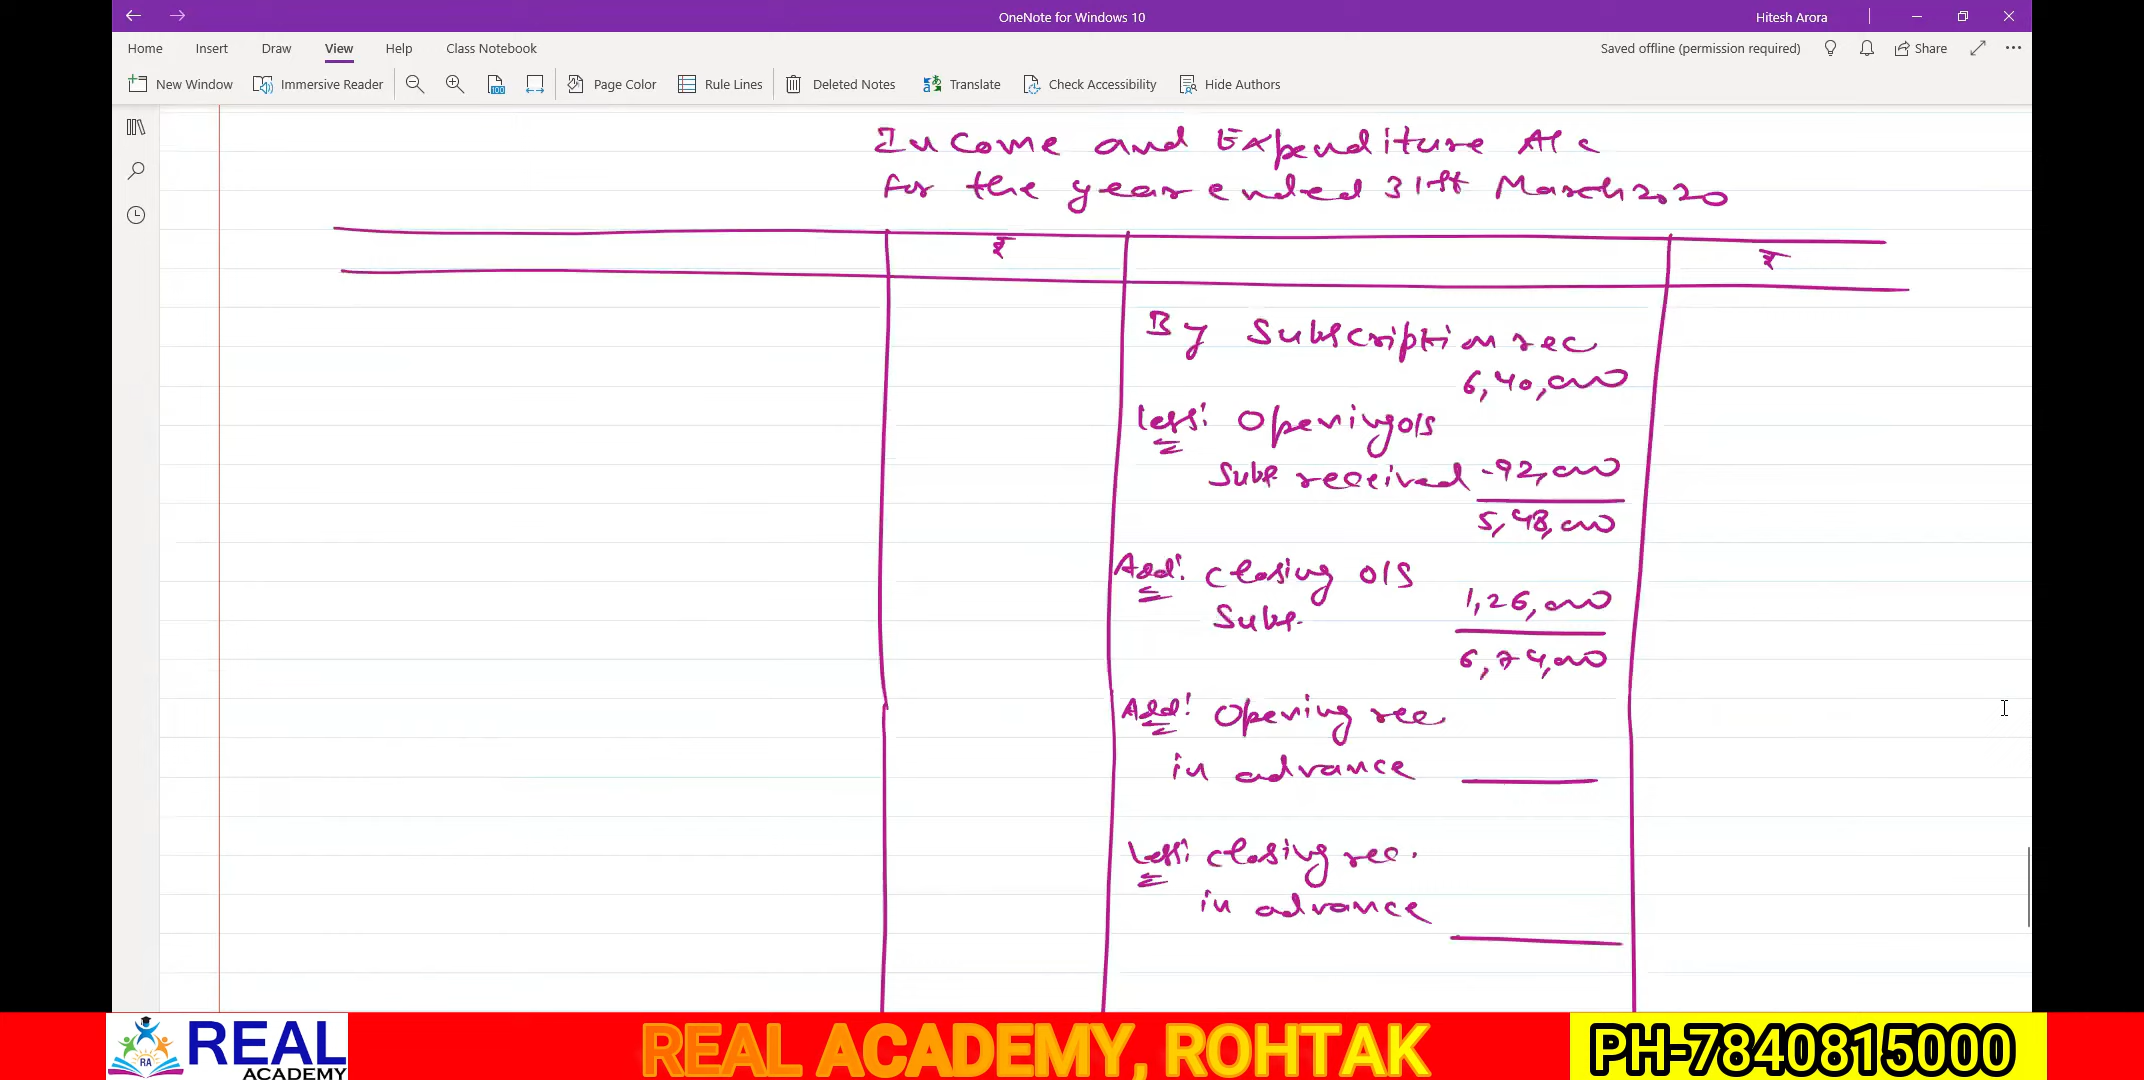 OneNote for Windows 10
Hitesh Arora
Home Insert Draw View Help Class Notebook
Saved offline (permission required) Share
New Window Immersive Reader 100 Page Color Rule Lines Deleted Notes Translate Check Accessibility Hide Authors
Income and Expenditure A/c
for the year ended 31st March 2020
₹ ₹
By Subscription rec
6,40,000
Less: Opening o/s
Subs. received -92,000
5,48,000
Add: closing O/S
Subs. 1,26,000
6,74,000
Add: Opening rec
in advance
Less: closing rec.
in advance
RA REAL ACADEMY
REAL ACADEMY, ROHTAK
PH-7840815000